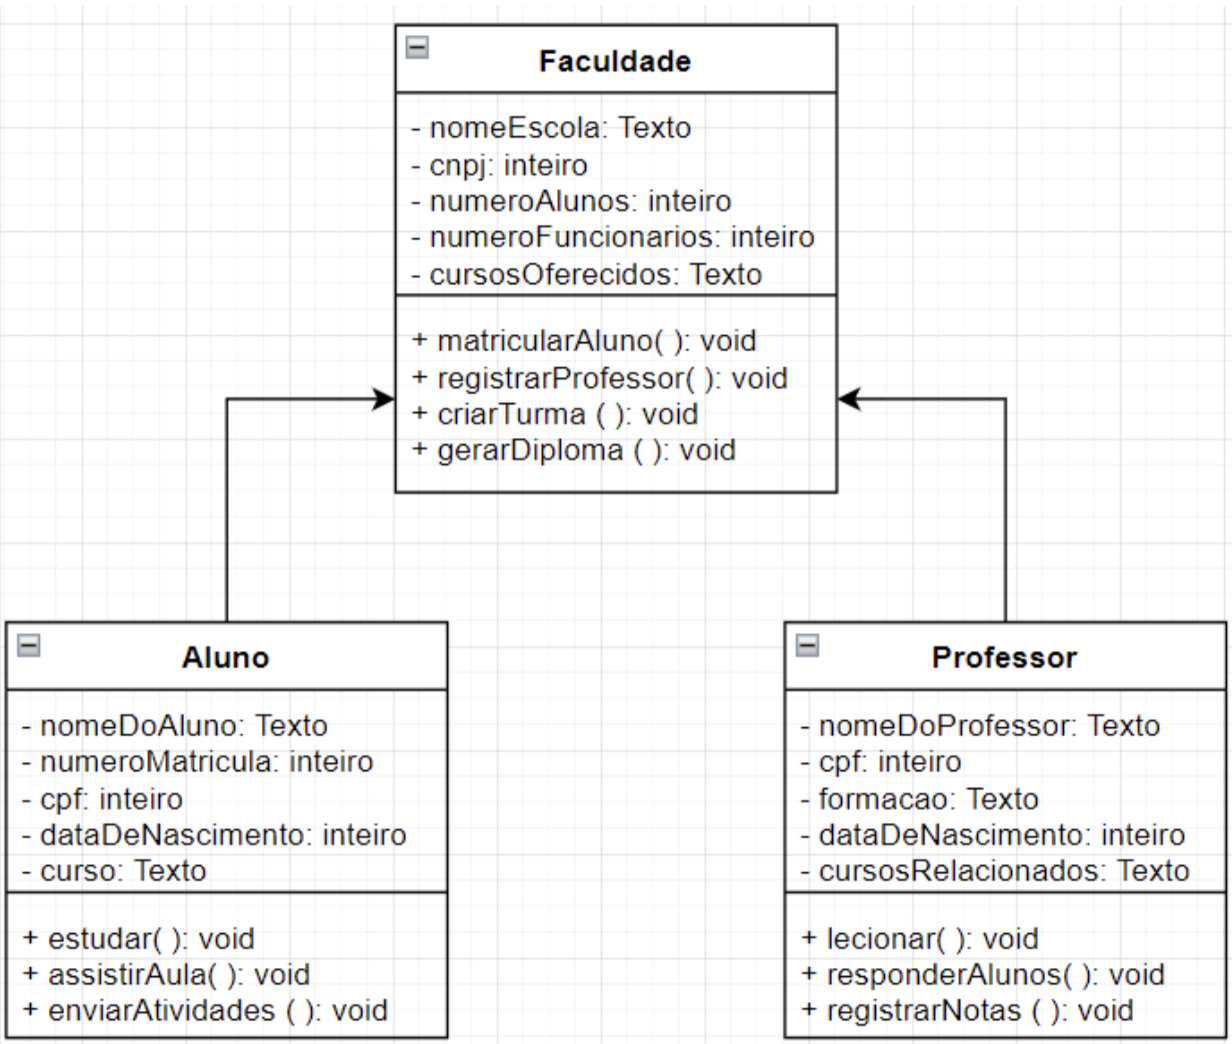 Faculdade
- nomeEscola: Texto
- cnpj: inteiro
- numeroAlunos: inteiro
- numeroFuncionarios: inteiro
- cursosOferecidos: Texto
+ matricularAluno( ): void
+ registrarProfessor( ): void
+ criarTurma ( ): void
+ gerarDiploma ( ): void
Aluno
- nomeDoAluno: Texto
- numeroMatricula: inteiro
- cpf: inteiro
- dataDeNascimento: inteiro
- curso: Texto
+ estudar( ): void
+ assistirAula( ): void
+ enviarAtividades ( ): void
Professor
- nomeDoProfessor: Texto
- cpf: inteiro
- formacao: Texto
- dataDeNascimento: inteiro
- cursosRelacionados: Texto
+ lecionar( ): void
+ responderAlunos( ): void
+ registrarNotas ( ): void